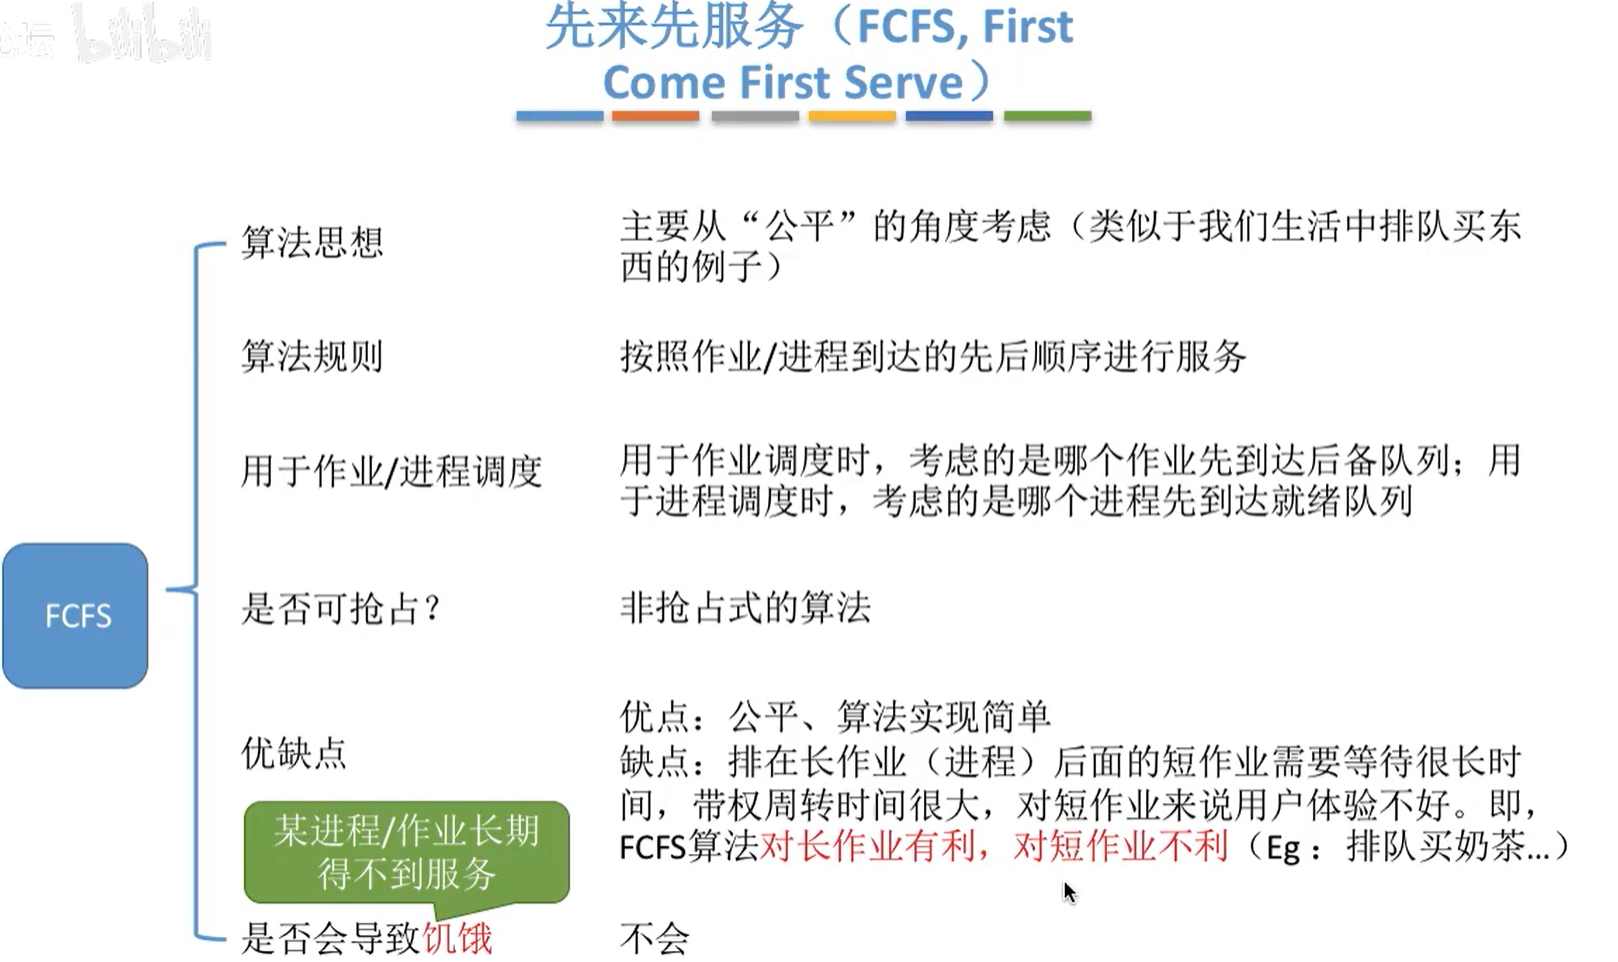 坛 bilibili
先来先服务（FCFS, First
Come First Serve）
算法思想
主要从“公平”的角度考虑（类似于我们生活中排队买东
西的例子）
算法规则
按照作业/进程到达的先后顺序进行服务
用于作业/进程调度
用于作业调度时，考虑的是哪个作业先到达后备队列；用
于进程调度时，考虑的是哪个进程先到达就绪队列
FCFS
是否可抢占？
非抢占式的算法
优缺点
优点：公平、算法实现简单
缺点：排在长作业（进程）后面的短作业需要等待很长时
间，带权周转时间很大，对短作业来说用户体验不好。即，
FCFS算法对长作业有利，对短作业不利（Eg：排队买奶茶...）
某进程/作业长期
得不到服务
是否会导致饥饿
不会